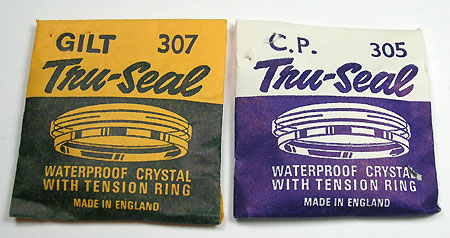 GILT 307
Tru-Seal
WATERPROOF CRYSTAL
WITH TENSION RING
MADE IN ENGLAND
C.P. 305
Tru-Seal
WATERPROOF CRYSTAL
WITH TENSION RING
MADE IN ENGLAND